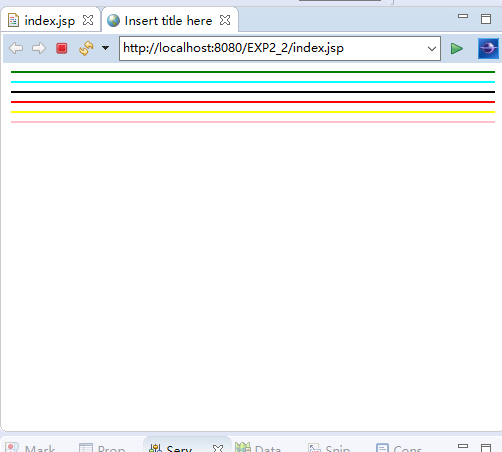 index.jsp Insert title here
http://localhost:8080/EXP2_2/index.jsp
Mark Prop Serv Data Snip Cons